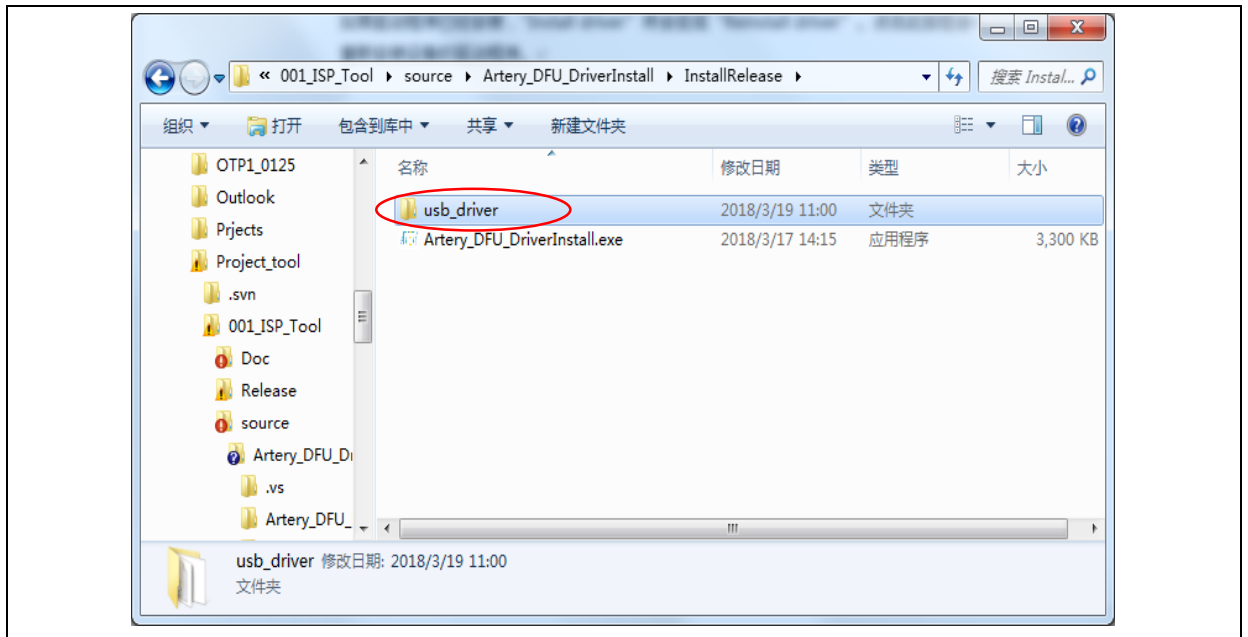 « 001_ISP_Tool ▸ source ▸ Artery_DFU_DriverInstall ▸ InstallRelease ▸
搜索 Instal...
组织 打开 包含到库中 共享 新建文件夹
OTP1_0125
Outlook
Prjects
Project_tool
.svn
001_ISP_Tool
Doc
Release
source
Artery_DFU_Dr
.vs
Artery_DFU_
名称 修改日期 类型 大小
usb_driver 2018/3/19 11:00 文件夹
Artery_DFU_DriverInstall.exe 2018/3/17 14:15 应用程序 3,300 KB
usb_driver 修改日期: 2018/3/19 11:00
文件夹